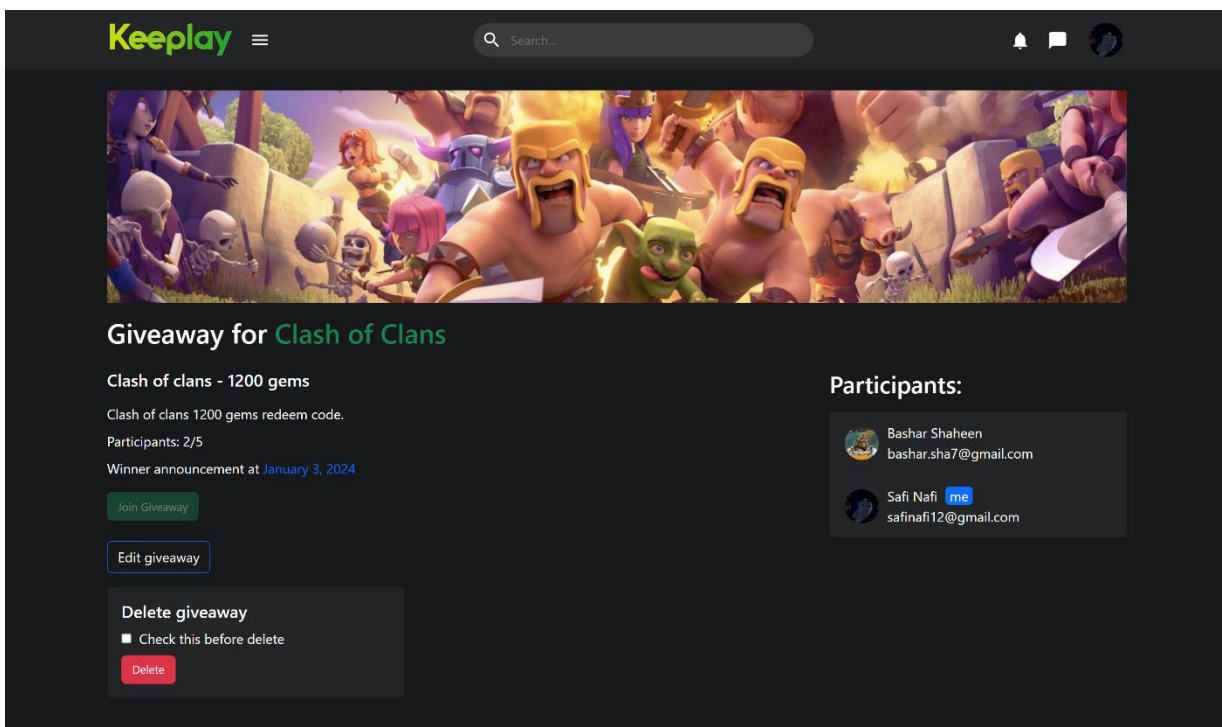 Keeplay
Search...
Giveaway for Clash of Clans
Clash of clans - 1200 gems
Clash of clans 1200 gems redeem code.
Participants: 2/5
Winner announcement at January 3, 2024
Join Giveaway
Edit giveaway
Delete giveaway
Check this before delete
Delete
Participants:
Bashar Shaheen
bashar.sha7@gmail.com
Safi Nafi me
safinafi12@gmail.com